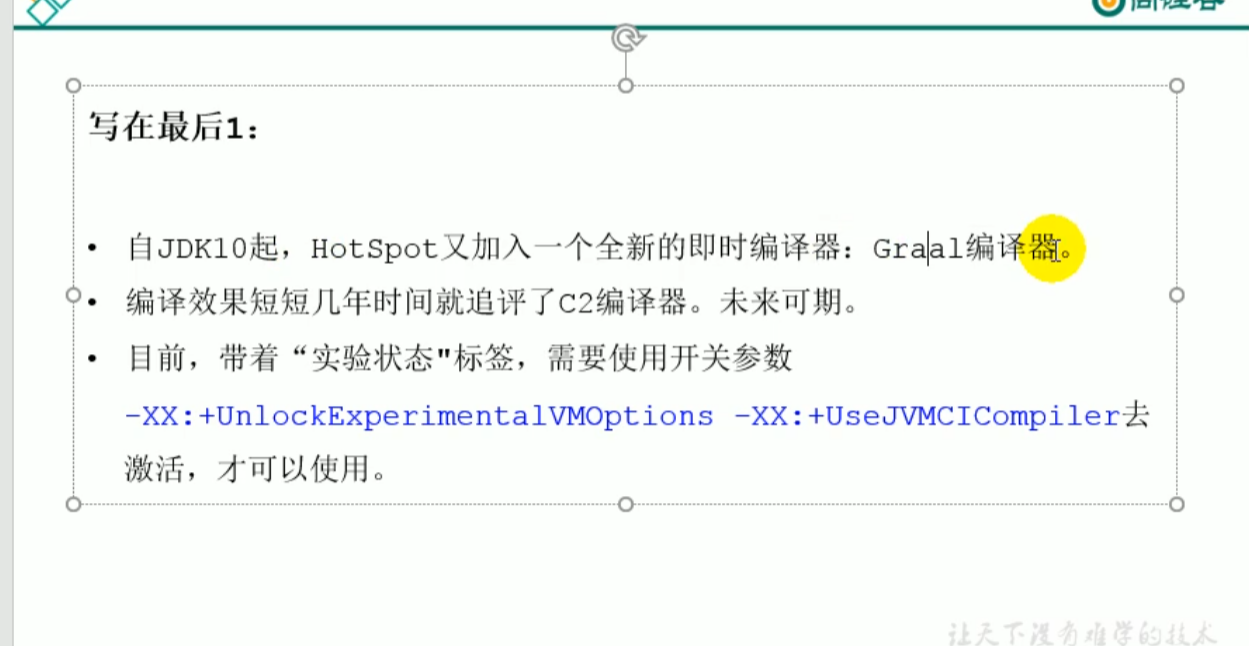 尚硅谷
写在最后1：
• 自JDK10起，HotSpot又加入一个全新的即时编译器：Graal编译器。
• 编译效果短短几年时间就追评了C2编译器。未来可期。
• 目前，带着“实验状态"标签，需要使用开关参数
-XX:+UnlockExperimentalVMOptions -XX:+UseJVMCICompiler去
激活，才可以使用。
让天下没有难学的技术